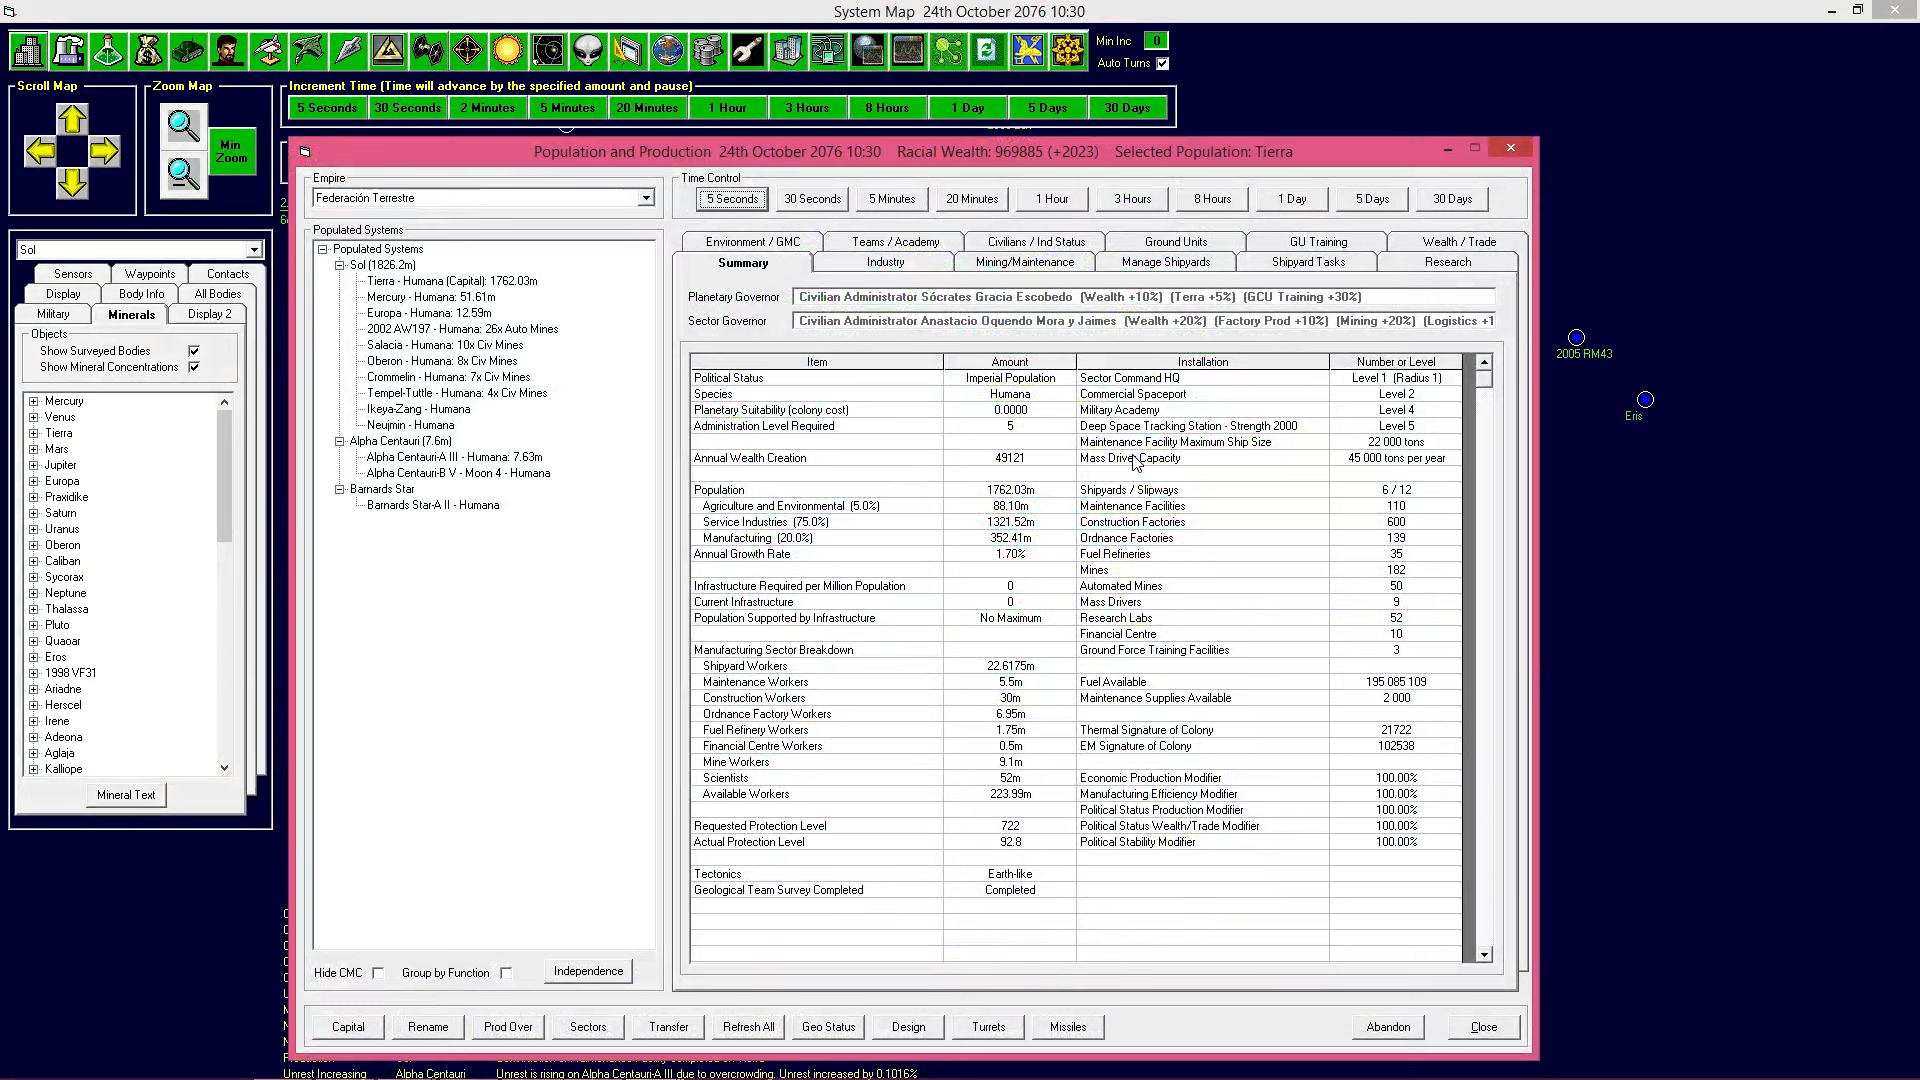 System Map 24th October 2076 10:30
Min Inc 0
Auto Turns
Scroll Map
Zoom Map
Min Zoom
Increment Time (Time will advance by the specified amount and pause)
5 Seconds 30 Seconds 2 Minutes 5 Minutes 20 Minutes 1 Hour 3 Hours 8 Hours 1 Day 5 Days 30 Days
Sol
Sensors Waypoints Contacts
Display Body Info All Bodies
Military Minerals Display 2
Objects
Show Surveyed Bodies
Show Mineral Concentrations
Mercury
Venus
Tierra
Mars
Jupiter
Europa
Praxidike
Saturn
Uranus
Oberon
Caliban
Sycorax
Neptune
Thalassa
Pluto
Quaoar
Eros
1998 VF31
Ariadne
Herscel
Irene
Adeona
Aglaja
Kalliope
Mineral Text
Population and Production 24th October 2076 10:30 Racial Wealth: 969885 (+2023) Selected Population: Tierra
Empire
Federación Terrestre
Populated Systems
Populated Systems
Sol (1826.2m)
Tierra - Humana (Capital): 1762.03m
Mercury - Humana: 51.61m
Europa - Humana: 12.59m
2002 AW197 - Humana: 26x Auto Mines
Salacia - Humana: 10x Civ Mines
Oberon - Humana: 8x Civ Mines
Crommelin - Humana: 7x Civ Mines
Tempel-Tuttle - Humana: 4x Civ Mines
Ikeya-Zang - Humana
Neujmin - Humana
Alpha Centauri (7.6m)
Alpha Centauri-A III - Humana: 7.63m
Alpha Centauri-B V - Moon 4 - Humana
Barnards Star
Barnards Star-A II - Humana
Hide CMC Group by Function Independence
Time Control
5 Seconds 30 Seconds 5 Minutes 20 Minutes 1 Hour 3 Hours 8 Hours 1 Day 5 Days 30 Days
Environment / GMC Teams / Academy Civilians / Ind Status Ground Units GU Training Wealth / Trade
Summary Industry Mining/Maintenance Manage Shipyards Shipyard Tasks Research
Planetary Governor Civilian Administrator Sócrates Gracia Escobedo (Wealth +10%) (Terra +5%) (GCU Training +30%)
Sector Governor Civilian Administrator Anastacio Oquendo Mora y Jaimes (Wealth +20%) (Factory Prod +10%) (Mining +20%) (Logistics +1
Item Amount Installation Number or Level
Political Status Imperial Population Sector Command HQ Level 1 (Radius 1)
Species Humana Commercial Spaceport Level 2
Planetary Suitability (colony cost) 0.0000 Military Academy Level 4
Administration Level Required 5 Deep Space Tracking Station - Strength 2000 Level 5
Maintenance Facility Maximum Ship Size 22 000 tons
Annual Wealth Creation 49121 Mass Driver Capacity 45 000 tons per year
Population 1762.03m Shipyards / Slipways 6 / 12
Agriculture and Environmental (5.0%) 88.10m Maintenance Facilities 110
Service Industries (75.0%) 1321.52m Construction Factories 600
Manufacturing (20.0%) 352.41m Ordnance Factories 139
Annual Growth Rate 1.70% Fuel Refineries 35
Mines 182
Infrastructure Required per Million Population 0 Automated Mines 50
Current Infrastructure 0 Mass Drivers 9
Population Supported by Infrastructure No Maximum Research Labs 52
Financial Centre 10
Manufacturing Sector Breakdown Ground Force Training Facilities 3
Shipyard Workers 22.6175m
Maintenance Workers 5.5m Fuel Available 195 085 109
Construction Workers 30m Maintenance Supplies Available 2 000
Ordnance Factory Workers 6.95m
Fuel Refinery Workers 1.75m Thermal Signature of Colony 21722
Financial Centre Workers 0.5m EM Signature of Colony 102538
Mine Workers 9.1m
Scientists 52m Economic Production Modifier 100.00%
Available Workers 223.99m Manufacturing Efficiency Modifier 100.00%
Political Status Production Modifier 100.00%
Requested Protection Level 722 Political Status Wealth/Trade Modifier 100.00%
Actual Protection Level 92.8 Political Stability Modifier 100.00%
Tectonics Earth-like
Geological Team Survey Completed Completed
Capital Rename Prod Over Sectors Transfer Refresh All Geo Status Design Turrets Missiles Abandon Close
2005 RM43
Eris
Unrest Increasing Alpha Centauri Unrest is rising on Alpha Centauri-A III due to overcrowding. Unrest increased by 0.1016%